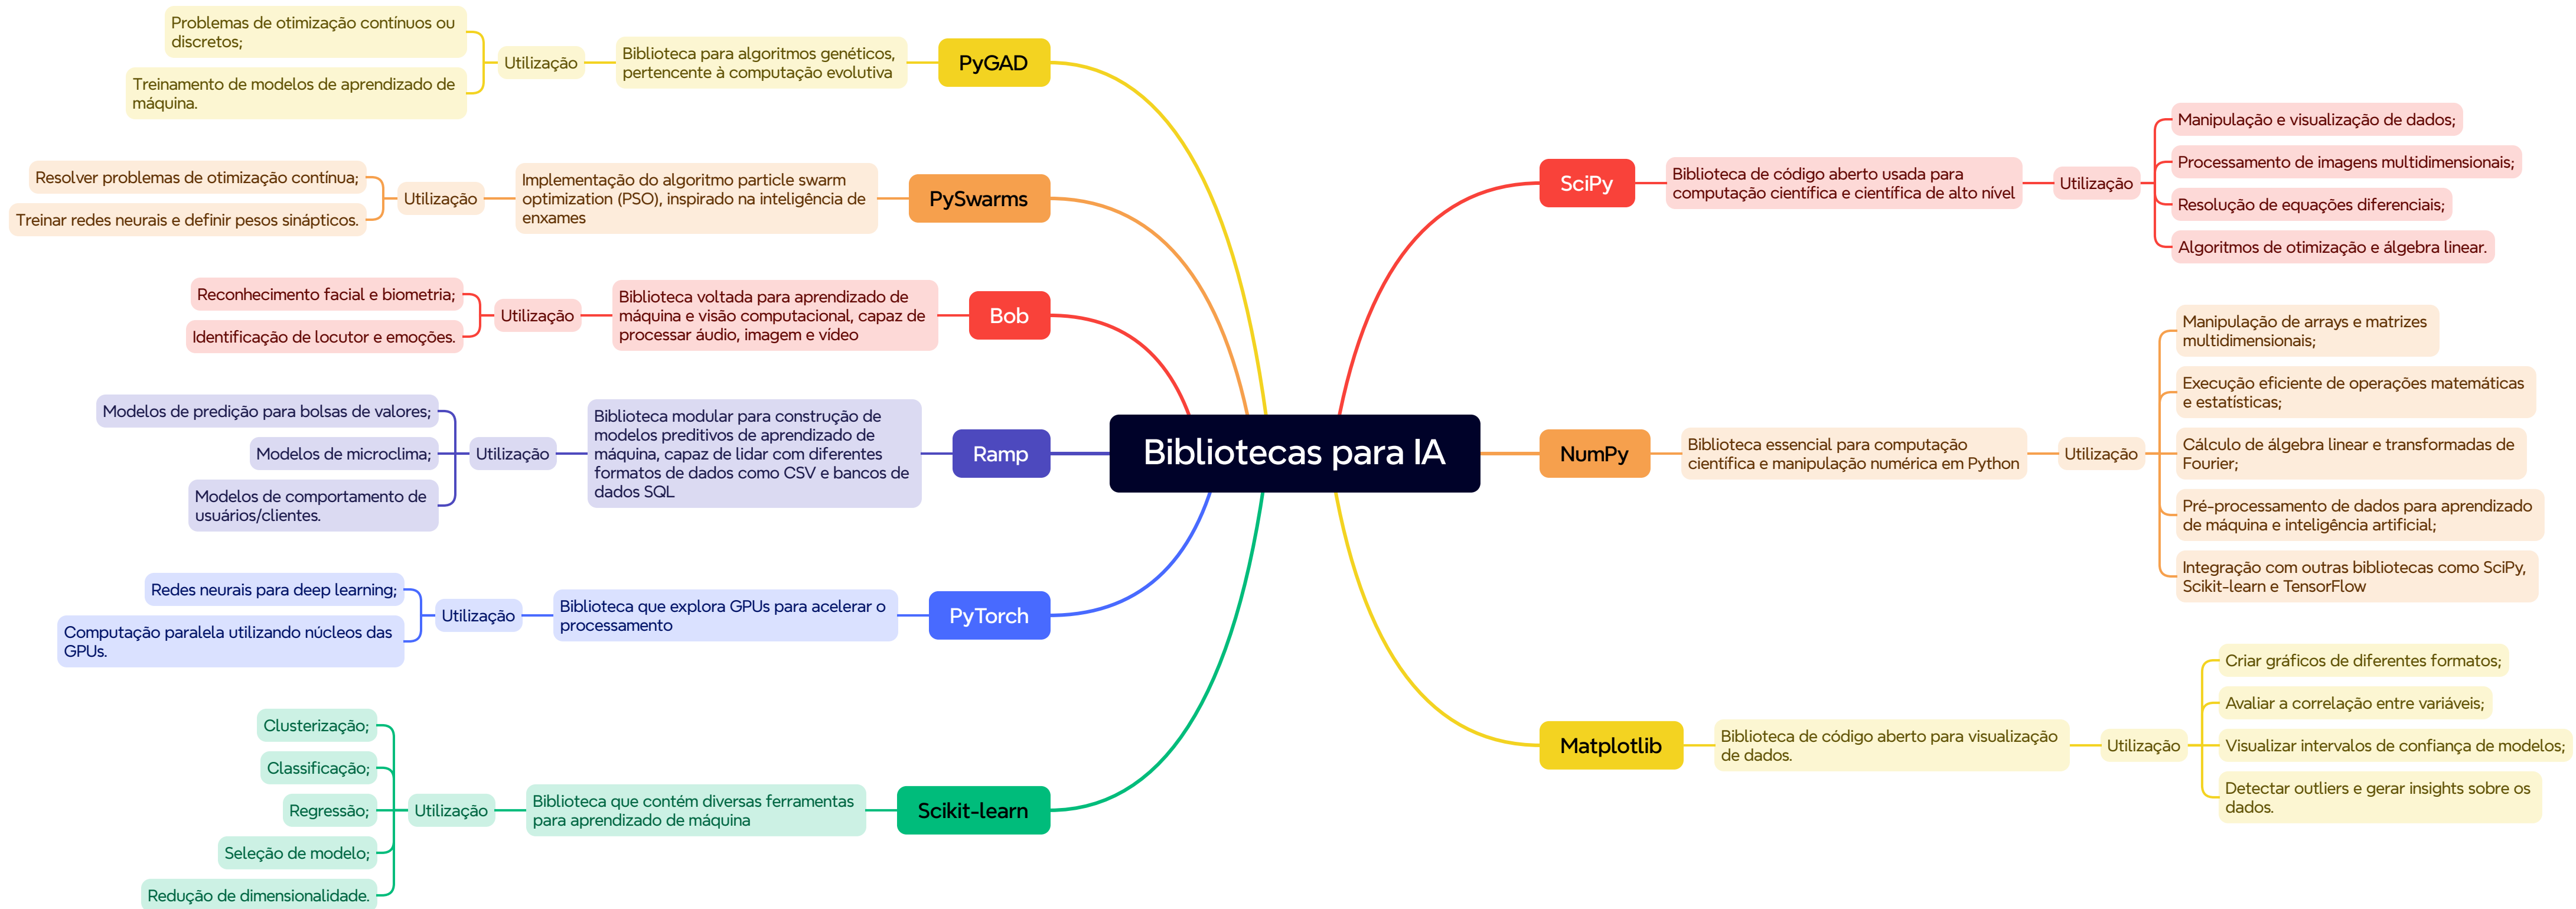 Bibliotecas para IA
SciPy
Biblioteca de código aberto usada para
computação científica e científica de alto nível
Utilização
Manipulação e visualização de dados;
Processamento de imagens multidimensionais;
Resolução de equações diferenciais;
Algoritmos de otimização e álgebra linear.
NumPy
Biblioteca essencial para computação
científica e manipulação numérica em Python
Utilização
Manipulação de arrays e matrizes
multidimensionais;
Execução eficiente de operações matemáticas
e estatísticas;
Cálculo de álgebra linear e transformadas de
Fourier;
Pré-processamento de dados para aprendizado
de máquina e inteligência artificial;
Integração com outras bibliotecas como SciPy,
Scikit-learn e TensorFlow
Matplotlib
Biblioteca de código aberto para visualização
de dados.
Utilização
Criar gráficos de diferentes formatos;
Avaliar a correlação entre variáveis;
Visualizar intervalos de confiança de modelos;
Detectar outliers e gerar insights sobre os
dados.
PyGAD
Biblioteca para algoritmos genéticos,
pertencente à computação evolutiva
Utilização
Problemas de otimização contínuos ou
discretos;
Treinamento de modelos de aprendizado de
máquina.
PySwarms
Implementação do algoritmo particle swarm
optimization (PSO), inspirado na inteligência de
enxames
Utilização
Resolver problemas de otimização contínua;
Treinar redes neurais e definir pesos sinápticos.
Bob
Biblioteca voltada para aprendizado de
máquina e visão computacional, capaz de
processar áudio, imagem e vídeo
Utilização
Reconhecimento facial e biometria;
Identificação de locutor e emoções.
Ramp
Biblioteca modular para construção de
modelos preditivos de aprendizado de
máquina, capaz de lidar com diferentes
formatos de dados como CSV e bancos de
dados SQL
Utilização
Modelos de predição para bolsas de valores;
Modelos de microclima;
Modelos de comportamento de
usuários/clientes.
PyTorch
Biblioteca que explora GPUs para acelerar o
processamento
Utilização
Redes neurais para deep learning;
Computação paralela utilizando núcleos das
GPUs.
Scikit-learn
Biblioteca que contém diversas ferramentas
para aprendizado de máquina
Utilização
Clusterização;
Classificação;
Regressão;
Seleção de modelo;
Redução de dimensionalidade.